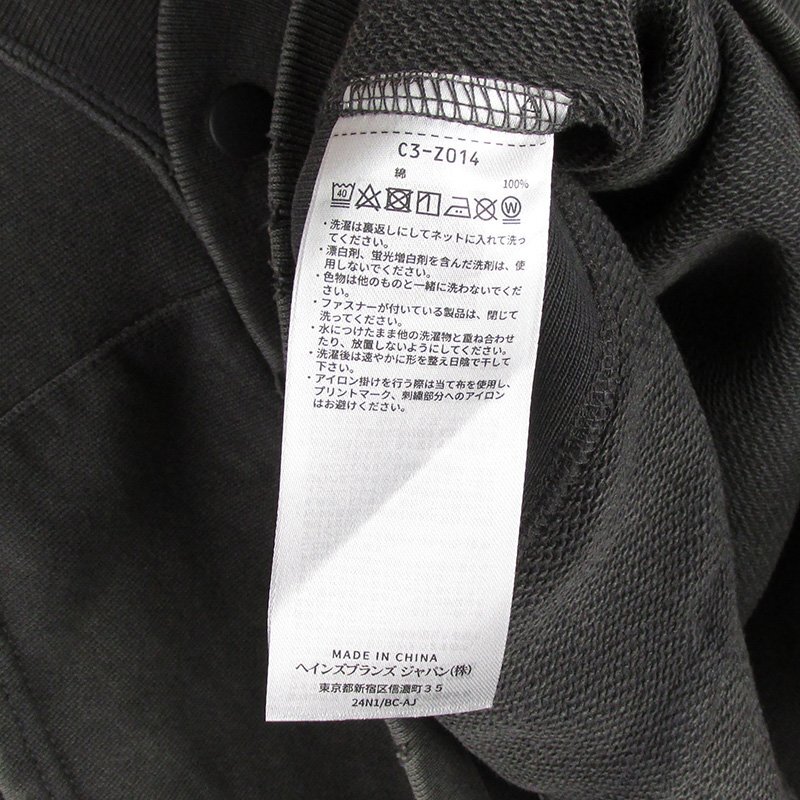 C3-Z014
綿 100%
40 W
・洗濯は裏返しにしてネットに入れて洗っ
てください。
・漂白剤、蛍光増白剤を含んだ洗剤は、使
用しないでください。
・色物は他のものと一緒に洗わないでくだ
さい。
・ファスナーが付いている製品は、閉じて
洗ってください。
・水につけたまま他の洗濯物と重ね合わせ
たり、放置しないようにしてください。
・洗濯後は速やかに形を整え日陰で干して
下さい。
・アイロン掛けを行う際は当て布を使用し、
プリントマーク、刺繍部分へのアイロン
はお避けください。
MADE IN CHINA
ヘインズブランズ ジャパン(株)
東京都新宿区信濃町35
24N1/BC-AJ